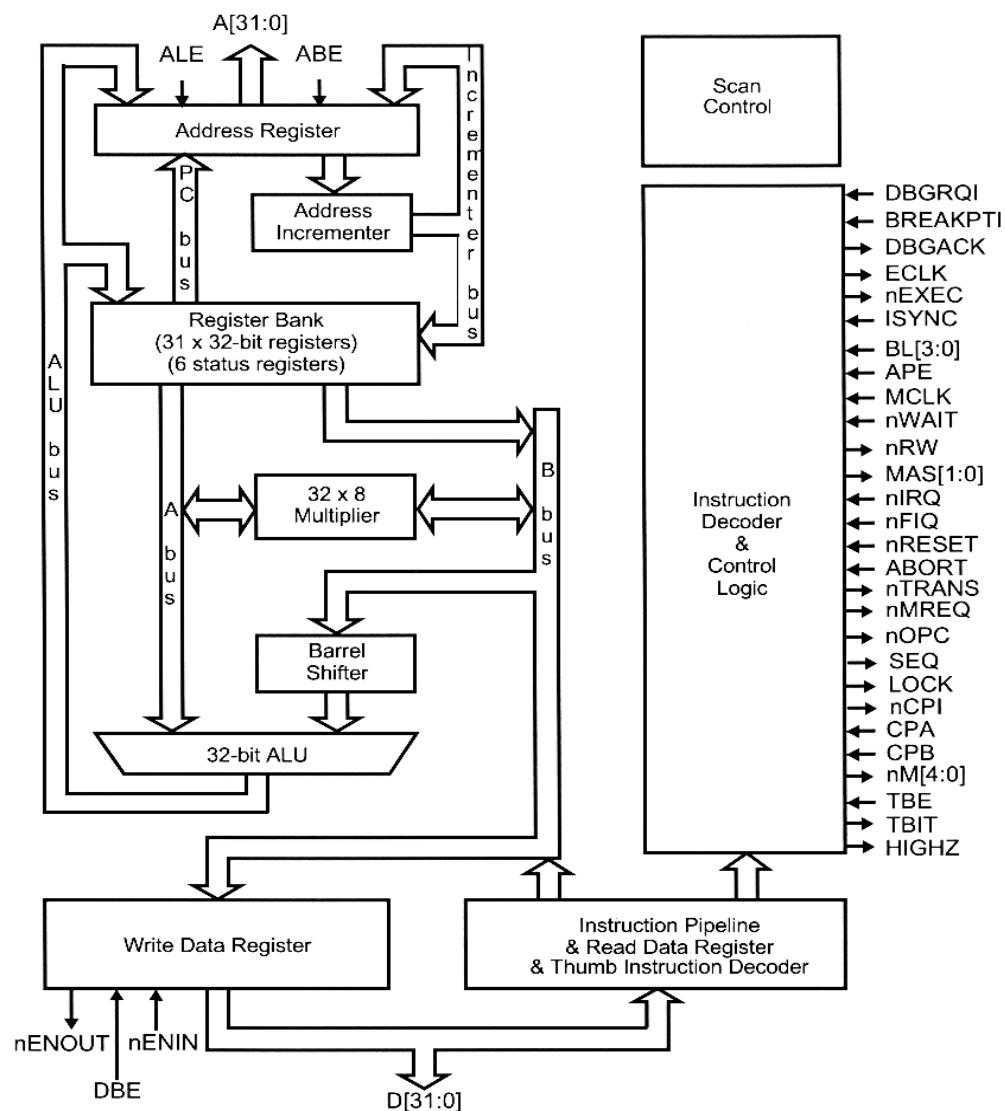 A[31:0]
ALE
ABE
Incrementer bus
Scan
Control
Address Register
PC bus
Address
Incrementer
ALU bus
Register Bank
(31 x 32-bit registers)
(6 status registers)
A bus
32 x 8
Multiplier
B bus
Barrel
Shifter
32-bit ALU
Instruction
Decoder
&
Control
Logic
DBGRQI
BREAKPTI
DBGACK
ECLK
nEXEC
ISYNC
BL[3:0]
APE
MCLK
nWAIT
nRW
MAS[1:0]
nIRQ
nFIQ
nRESET
ABORT
nTRANS
nMREQ
nOPC
SEQ
LOCK
nCPI
CPA
CPB
nM[4:0]
TBE
TBIT
HIGHZ
Write Data Register
Instruction Pipeline
& Read Data Register
& Thumb Instruction Decoder
nENOUT
nENIN
DBE
D[31:0]